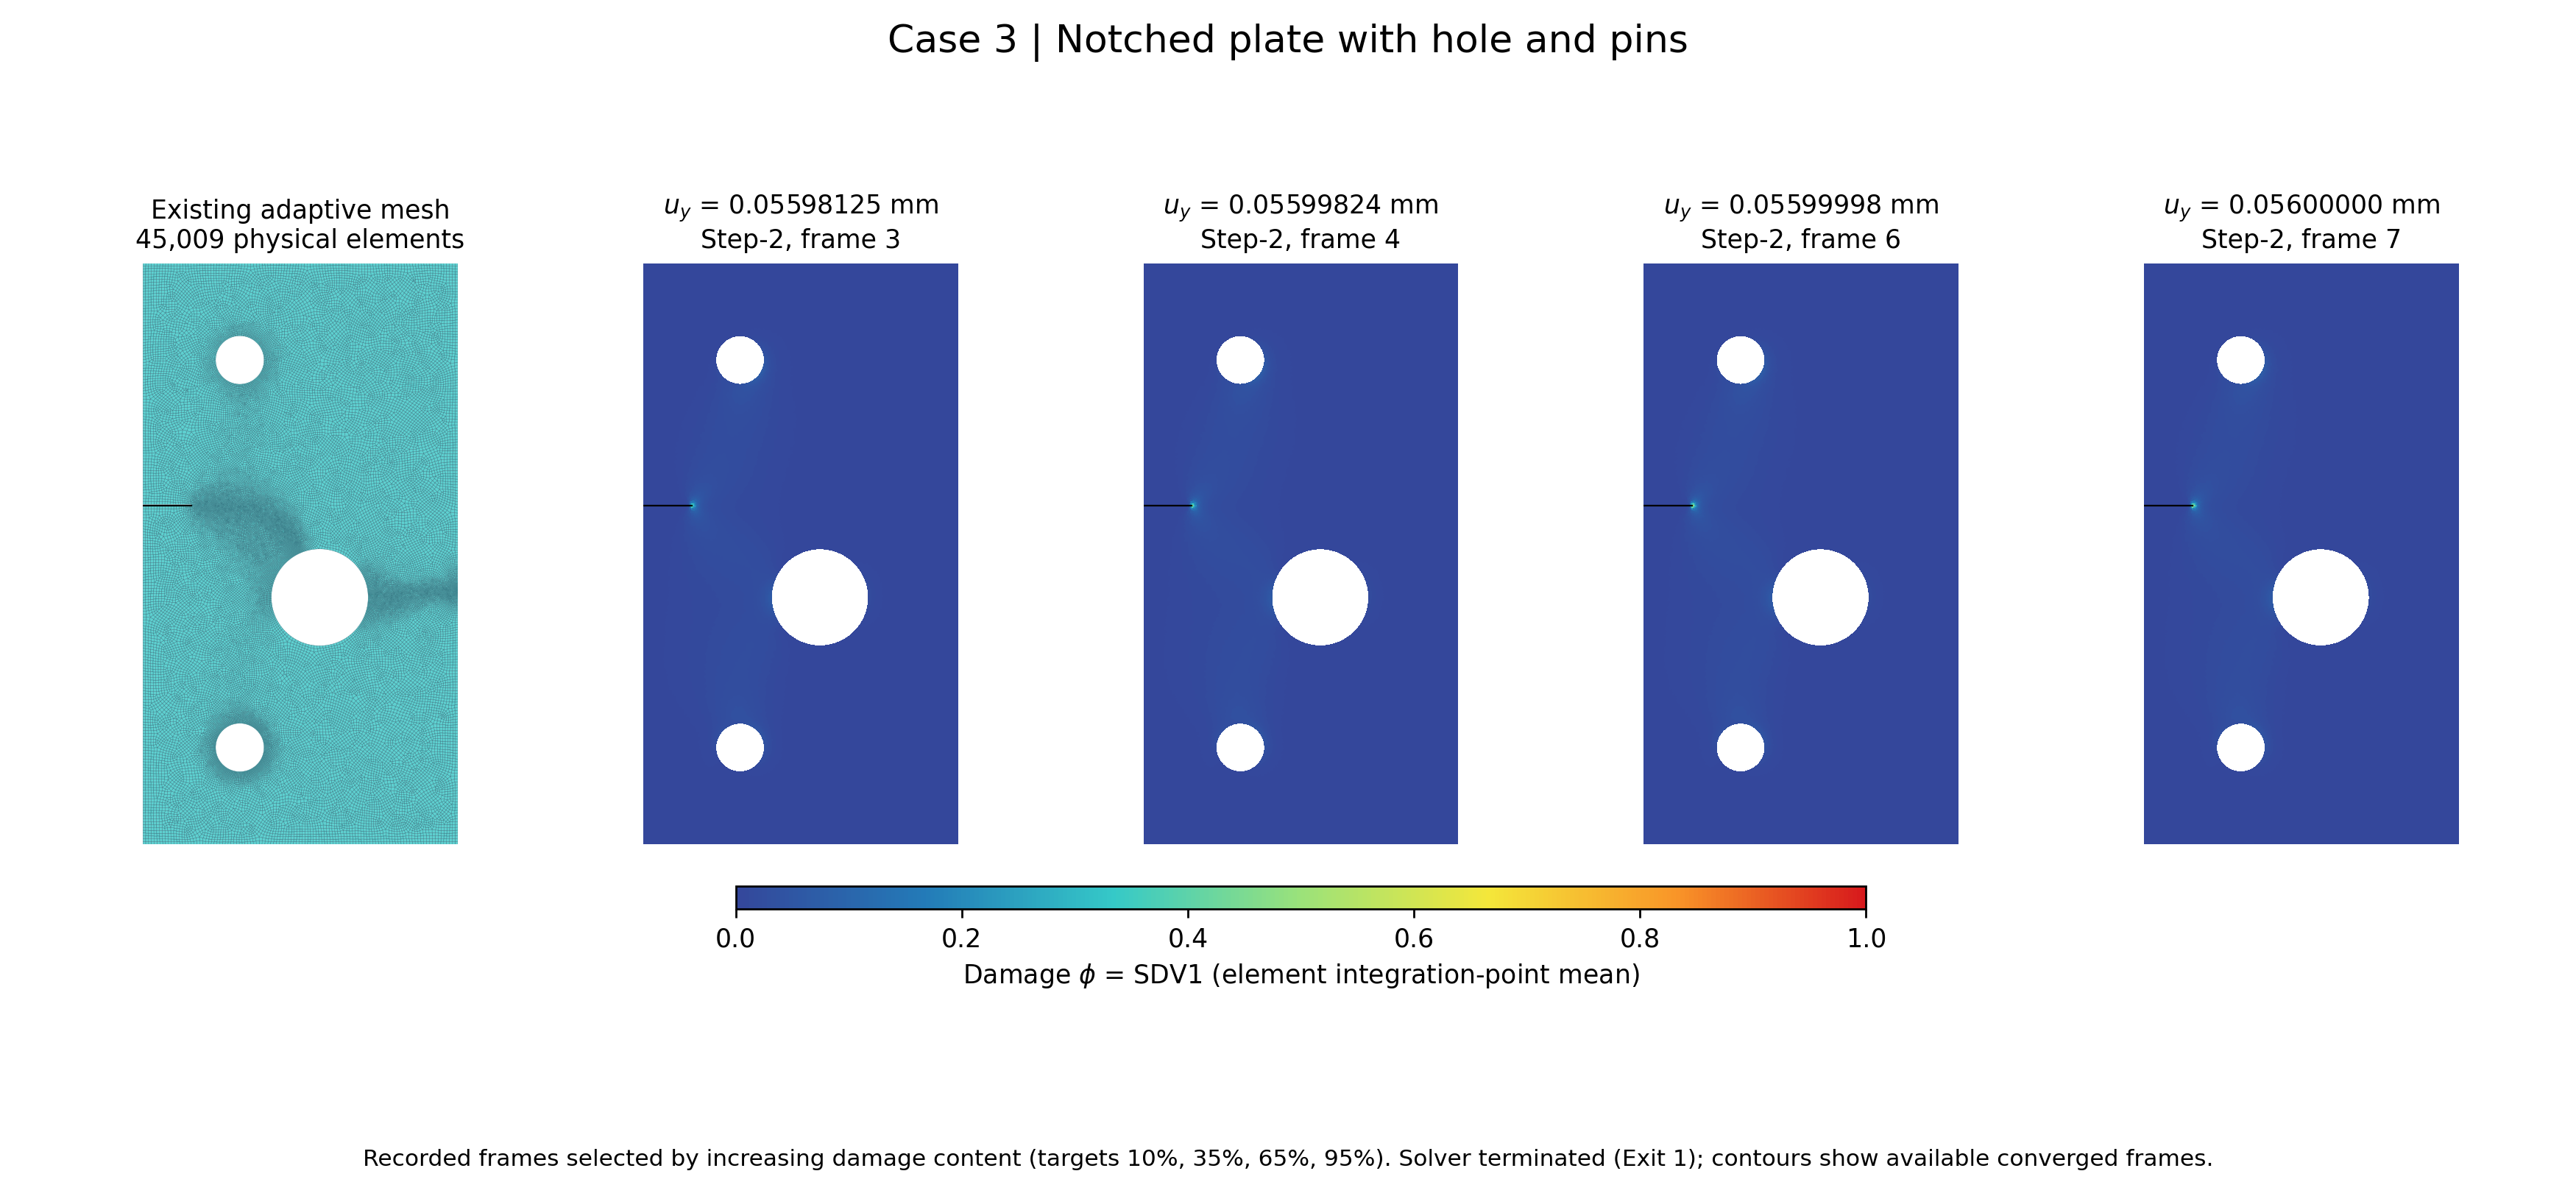 Case 3 | Notched plate with hole and pins
Existing adaptive mesh
45,009 physical elements
u_y = 0.05598125 mm
Step-2, frame 3
u_y = 0.05599824 mm
Step-2, frame 4
u_y = 0.05599998 mm
Step-2, frame 6
u_y = 0.05600000 mm
Step-2, frame 7
0.0 0.2 0.4 0.6 0.8 1.0
Damage ϕ = SDV1 (element integration-point mean)
Recorded frames selected by increasing damage content (targets 10%, 35%, 65%, 95%). Solver terminated (Exit 1); contours show available converged frames.